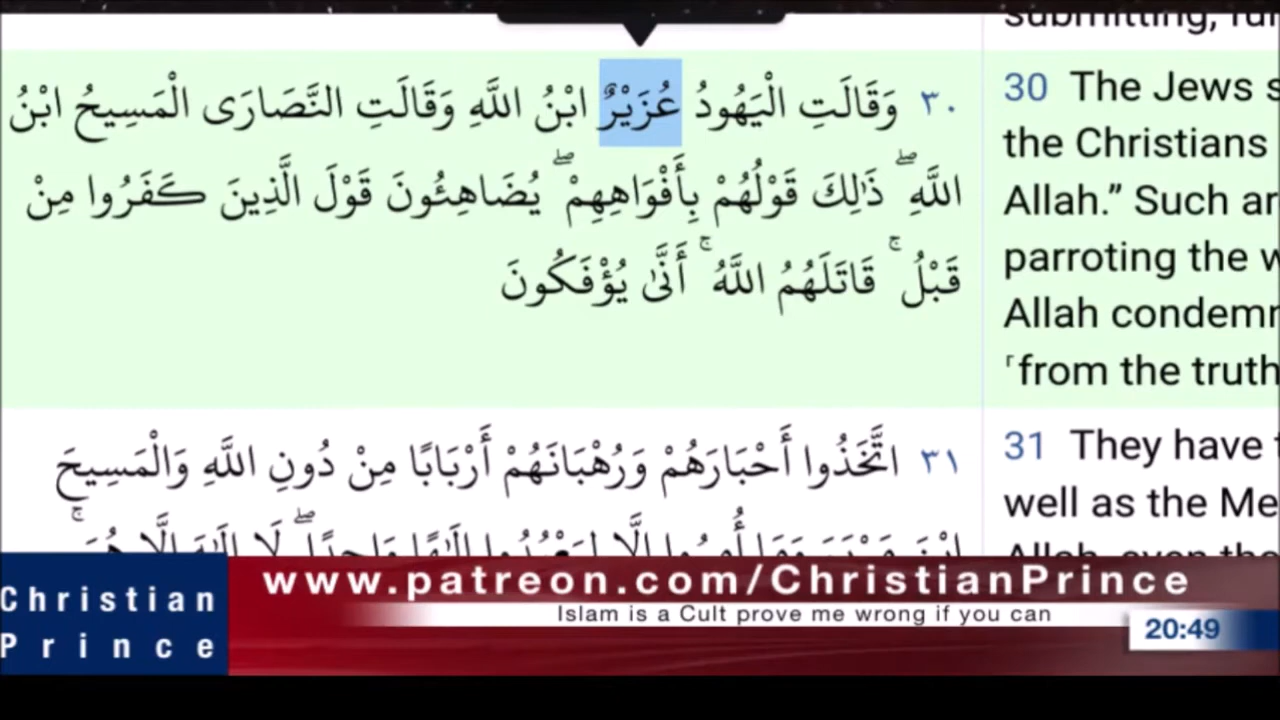 ٣٠ وَقَالَتِ الْيَهُودُ عُزَيْرٌ ابْنُ اللَّهِ وَقَالَتِ النَّصَارَى الْمَسِيحُ ابْنُ
اللَّهِ ۖ ذَٰلِكَ قَوْلُهُمْ بِأَفْوَاهِهِمْ ۖ يُضَاهِئُونَ قَوْلَ الَّذِينَ كَفَرُوا مِنْ
قَبْلُ ۚ قَاتَلَهُمُ اللَّهُ ۚ أَنَّىٰ يُؤْفَكُونَ
30 The Jews s
the Christians
Allah.” Such ar
parroting the w
Allah condemn
⸢from the truth
٣١ اتَّخَذُوا أَحْبَارَهُمْ وَرُهْبَانَهُمْ أَرْبَابًا مِنْ دُونِ اللَّهِ وَالْمَسِيحَ
31 They have
well as the Me
www.patreon.com/ChristianPrince
Islam is a Cult prove me wrong if you can
Christian
Prince
20:49